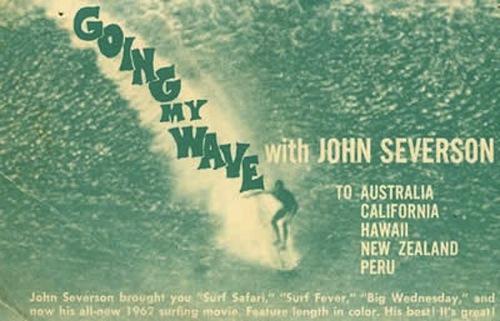 GOING
MY
WAVE
with JOHN SEVERSON
TO AUSTRALIA
CALIFORNIA
HAWAII
NEW ZEALAND
PERU
John Severson brought you "Surf Safari," "Surf Fever," "Big Wednesday," and
now his all-new 1962 surfing movie. Feature length in color. His best! It's great!